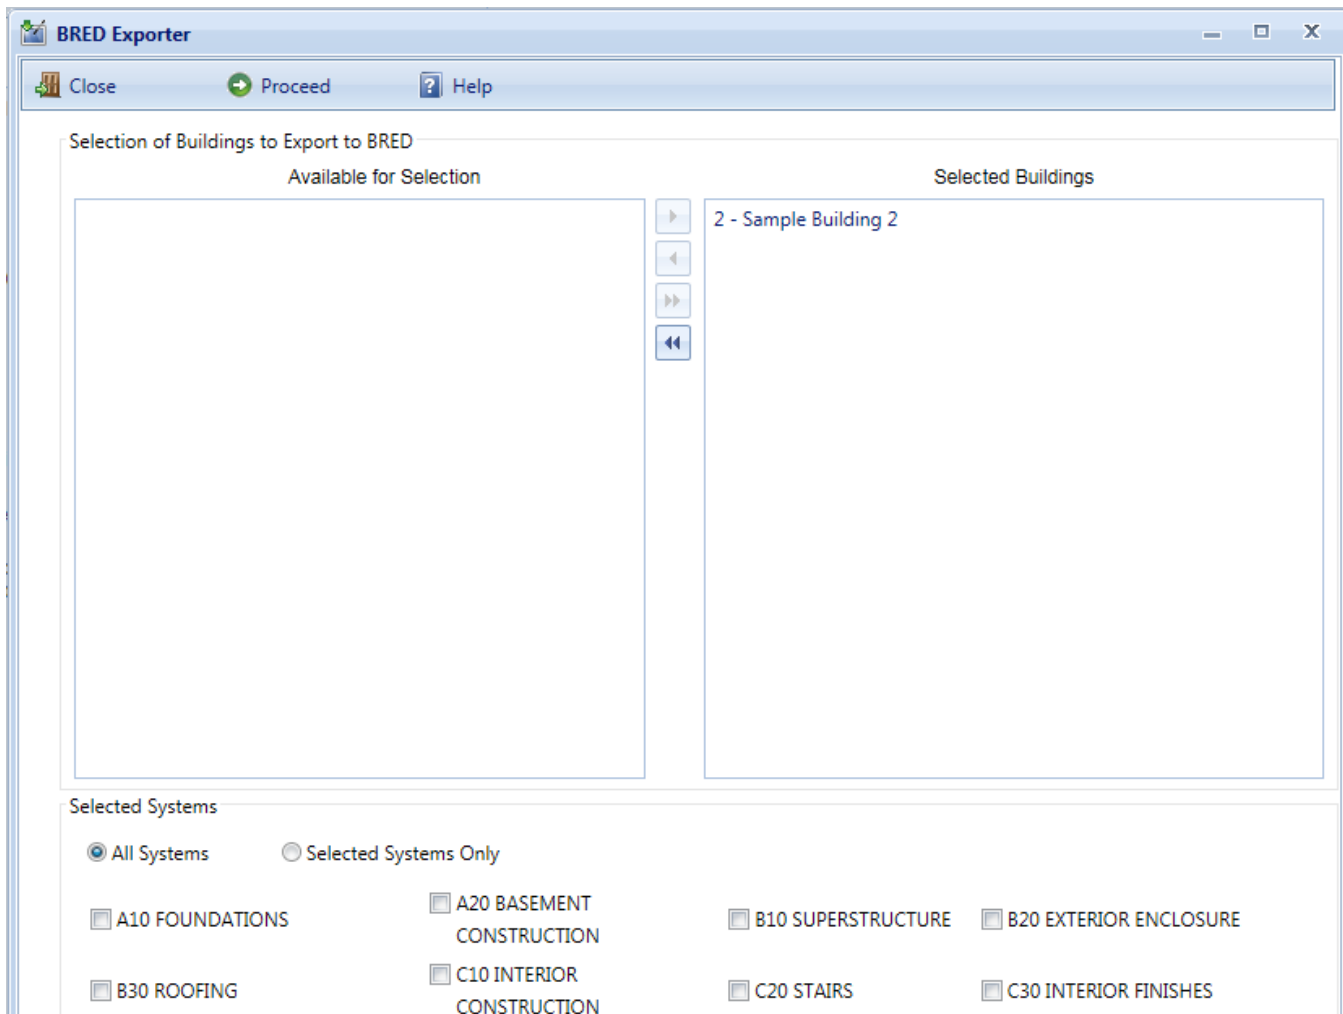 BRED Exporter
Close Proceed Help
Selection of Buildings to Export to BRED
Available for Selection Selected Buildings
2 - Sample Building 2
Selected Systems
All Systems Selected Systems Only
A10 FOUNDATIONS A20 BASEMENT CONSTRUCTION B10 SUPERSTRUCTURE B20 EXTERIOR ENCLOSURE
B30 ROOFING C10 INTERIOR CONSTRUCTION C20 STAIRS C30 INTERIOR FINISHES